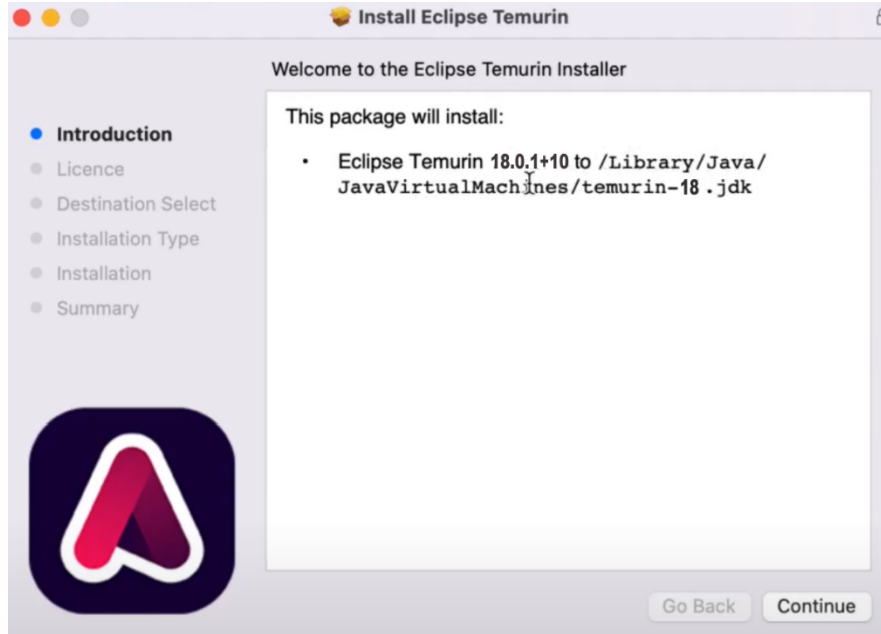 Install Eclipse Temurin
Welcome to the Eclipse Temurin Installer
Introduction
Licence
Destination Select
Installation Type
Installation
Summary
This package will install:
• Eclipse Temurin 18.0.1+10 to /Library/Java/
JavaVirtualMachines/temurin-18 .jdk
Go Back
Continue